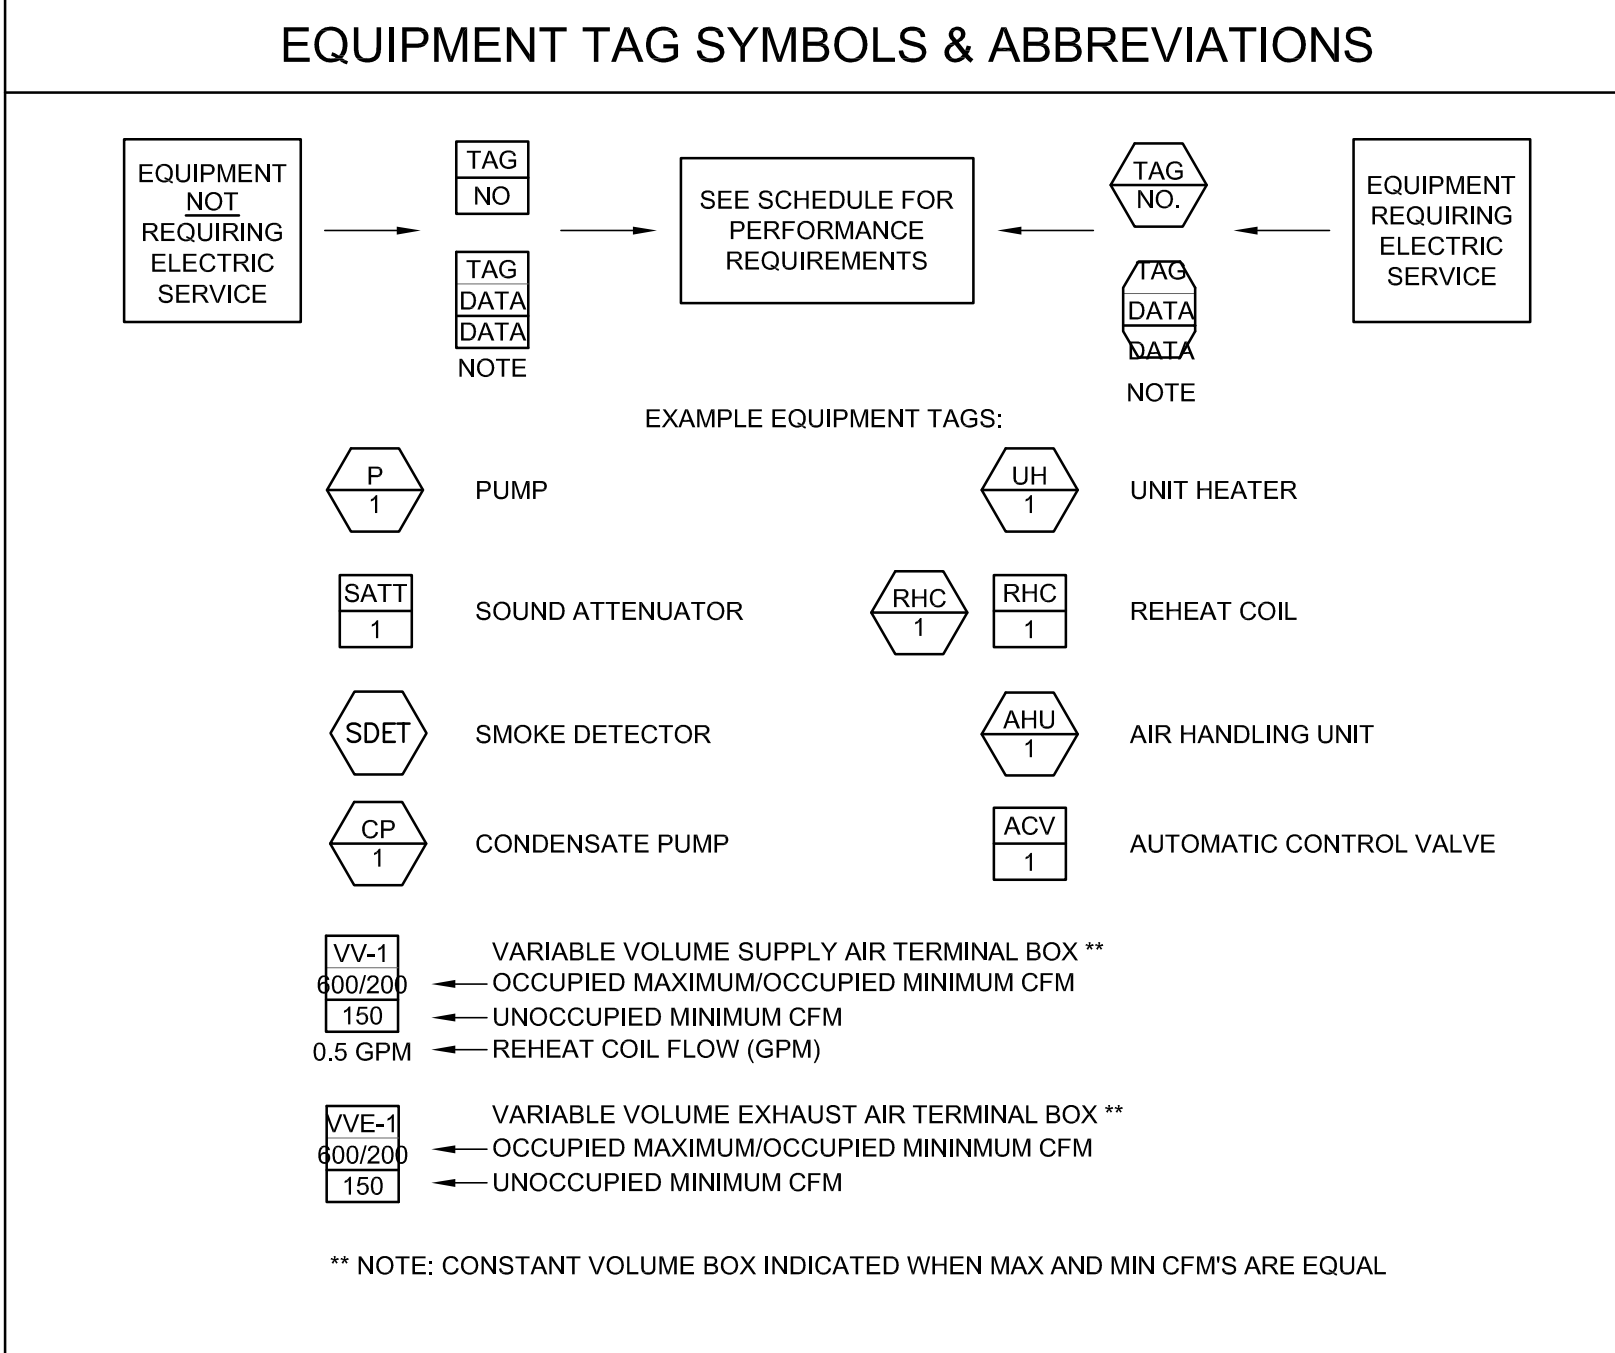 EQUIPMENT TAG SYMBOLS & ABBREVIATIONS
EQUIPMENT
NOT
REQUIRING
ELECTRIC
SERVICE
TAG
NO
TAG
DATA
DATA
NOTE
SEE SCHEDULE FOR
PERFORMANCE
REQUIREMENTS
TAG
NO.
TAG
DATA
DATA
NOTE
EQUIPMENT
REQUIRING
ELECTRIC
SERVICE
EXAMPLE EQUIPMENT TAGS:
P
1
PUMP
UH
1
UNIT HEATER
SATT
1
SOUND ATTENUATOR
RHC
1
RHC
1
REHEAT COIL
SDET
SMOKE DETECTOR
AHU
1
AIR HANDLING UNIT
CP
1
CONDENSATE PUMP
ACV
1
AUTOMATIC CONTROL VALVE
VV-1
VARIABLE VOLUME SUPPLY AIR TERMINAL BOX **
600/200
OCCUPIED MAXIMUM/OCCUPIED MINIMUM CFM
150
UNOCCUPIED MINIMUM CFM
0.5 GPM
REHEAT COIL FLOW (GPM)
VVE-1
VARIABLE VOLUME EXHAUST AIR TERMINAL BOX **
600/200
OCCUPIED MAXIMUM/OCCUPIED MININMUM CFM
150
UNOCCUPIED MINIMUM CFM
** NOTE: CONSTANT VOLUME BOX INDICATED WHEN MAX AND MIN CFM'S ARE EQUAL